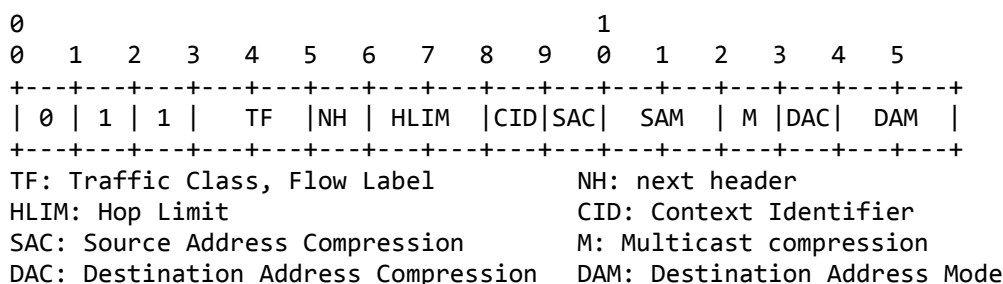 0                                       1
0   1   2   3   4   5   6   7   8   9   0   1   2   3   4   5
+---+---+---+---+---+---+---+---+---+---+---+---+---+---+---+---+
| 0 | 1 | 1 |   TF  |NH | HLIM  |CID|SAC|  SAM  | M |DAC|  DAM  |
+---+---+---+---+---+---+---+---+---+---+---+---+---+---+---+---+
TF: Traffic Class, Flow Label         NH: next header
HLIM: Hop Limit                       CID: Context Identifier
SAC: Source Address Compression       M: Multicast compression
DAC: Destination Address Compression  DAM: Destination Address Mode